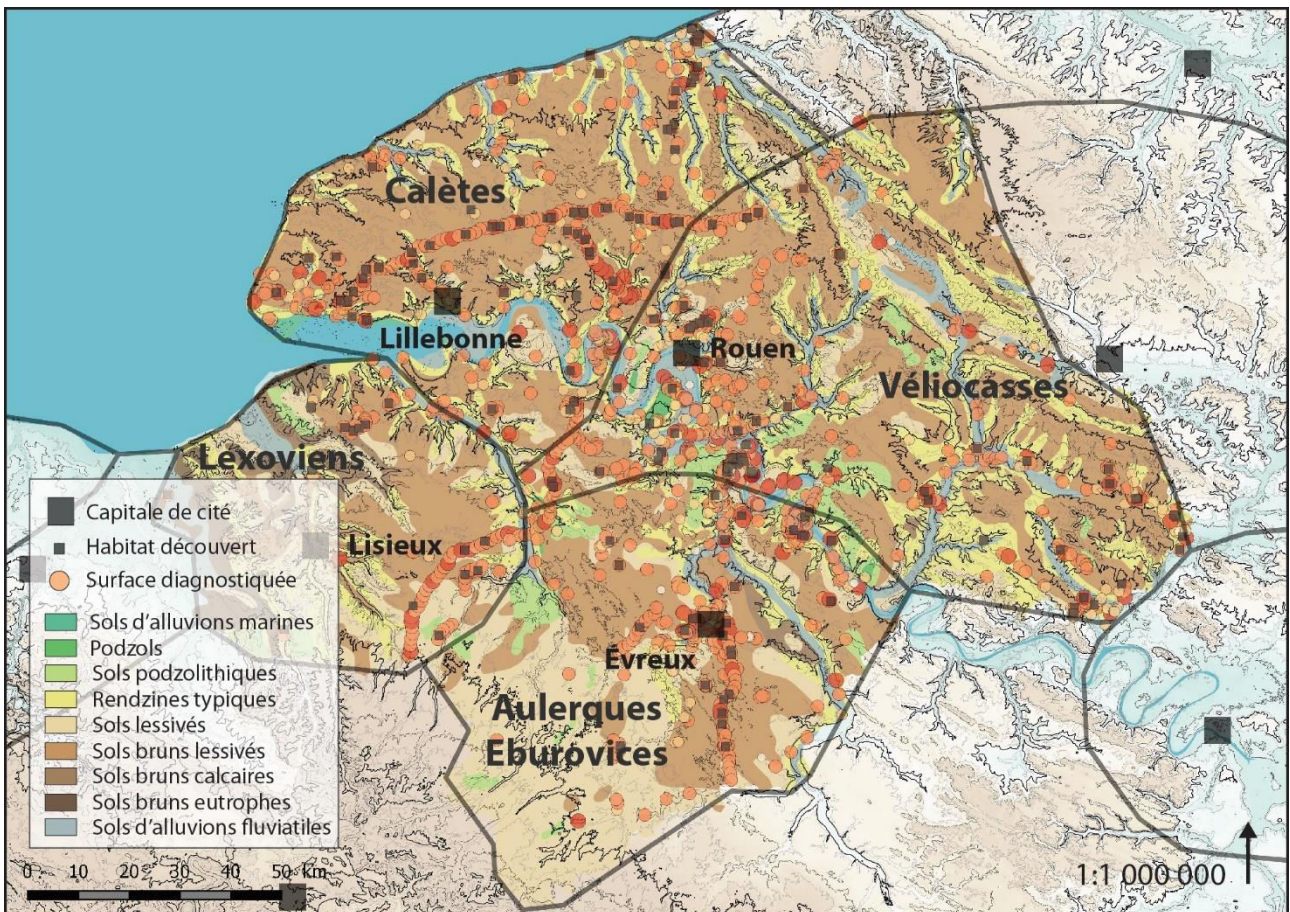 Calètes
Lillebonne
Rouen
Véliocasses
Lexoviens
Lisieux
Évreux
Aulerques
Eburovices
Capitale de cité
Habitat découvert
Surface diagnostiquée
Sols d'alluvions marines
Podzols
Sols podzolithiques
Rendzines typiques
Sols lessivés
Sols bruns lessivés
Sols bruns calcaires
Sols bruns eutrophes
Sols d'alluvions fluviatiles
0 10 20 30 40 50 km
1:1 000 000